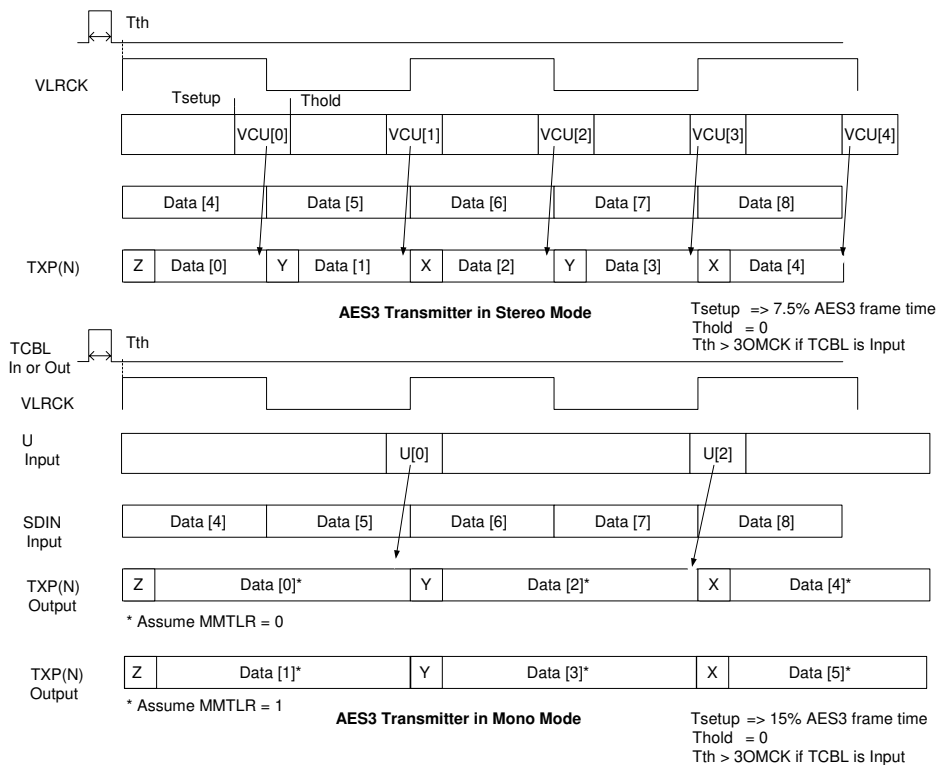 Tth
VLRCK
Tsetup Thold
VCU[0] VCU[1] VCU[2] VCU[3] VCU[4]
Data [4] Data [5] Data [6] Data [7] Data [8]
TXP(N) Z Data [0] Y Data [1] X Data [2] Y Data [3] X Data [4]
AES3 Transmitter in Stereo Mode
Tsetup => 7.5% AES3 frame time
Thold = 0
Tth > 3OMCK if TCBL is Input
TCBL
In or Out
Tth
VLRCK
U
Input
U[0] U[2]
SDIN
Input
Data [4] Data [5] Data [6] Data [7] Data [8]
TXP(N)
Output
Z Data [0]* Y Data [2]* X Data [4]*
* Assume MMTLR = 0
TXP(N)
Output
Z Data [1]* Y Data [3]* X Data [5]*
* Assume MMTLR = 1
AES3 Transmitter in Mono Mode
Tsetup => 15% AES3 frame time
Thold = 0
Tth > 3OMCK if TCBL is Input